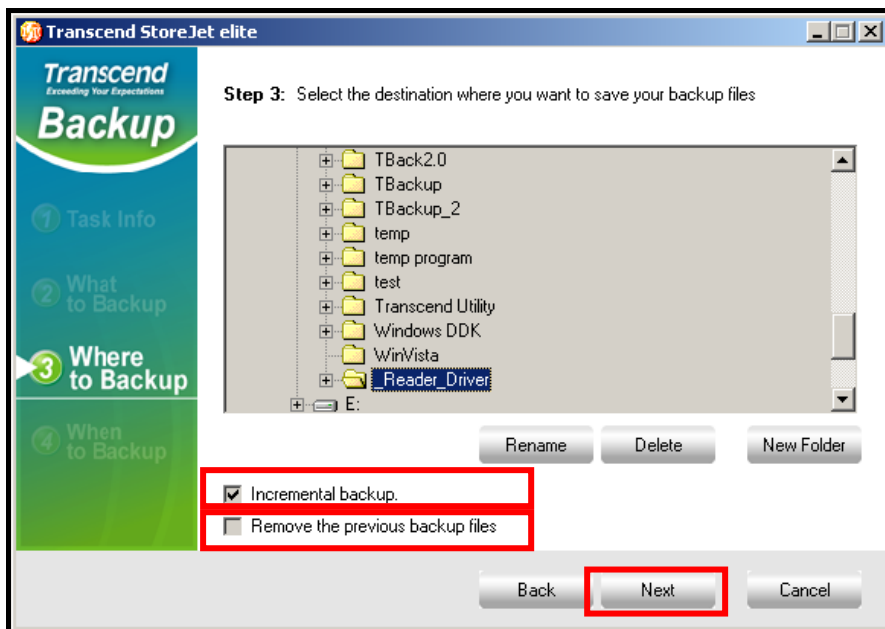 Transcend StoreJet elite
Transcend
Exceeding Your Expectations
Backup
1 Task Info
2 What
to Backup
3 Where
to Backup
4 When
to Backup
Step 3: Select the destination where you want to save your backup files
TBack2.0
TBackup
TBackup_2
temp
temp program
test
Transcend Utility
Windows DDK
WinVista
_Reader_Driver
E:
Rename Delete New Folder
Incremental backup.
Remove the previous backup files
Back Next Cancel